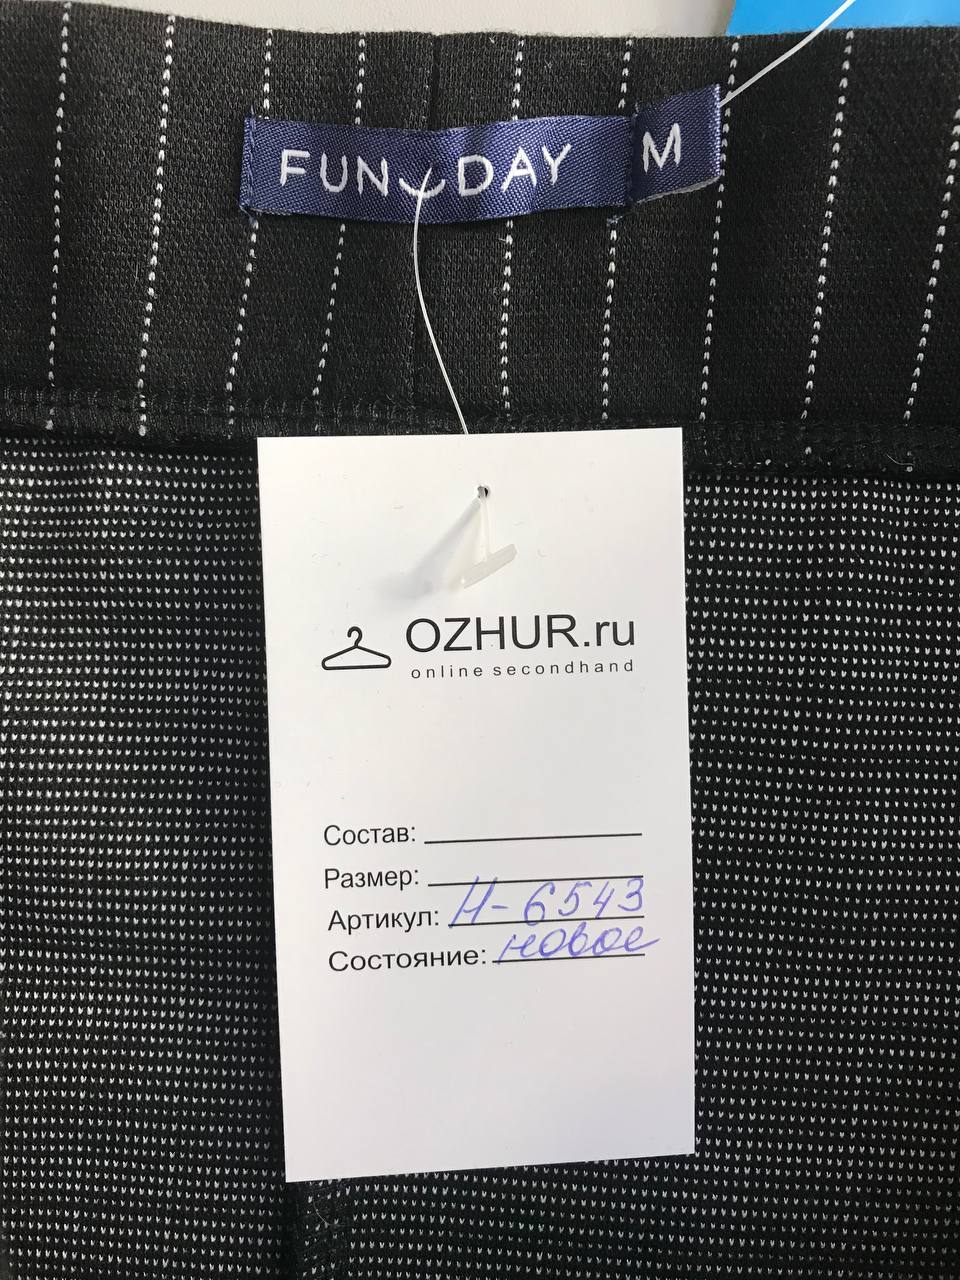 FUN DAY M
OZHUR.ru
online secondhand
Состав:
Размер:
Артикул: Н-6543
Состояние: новое